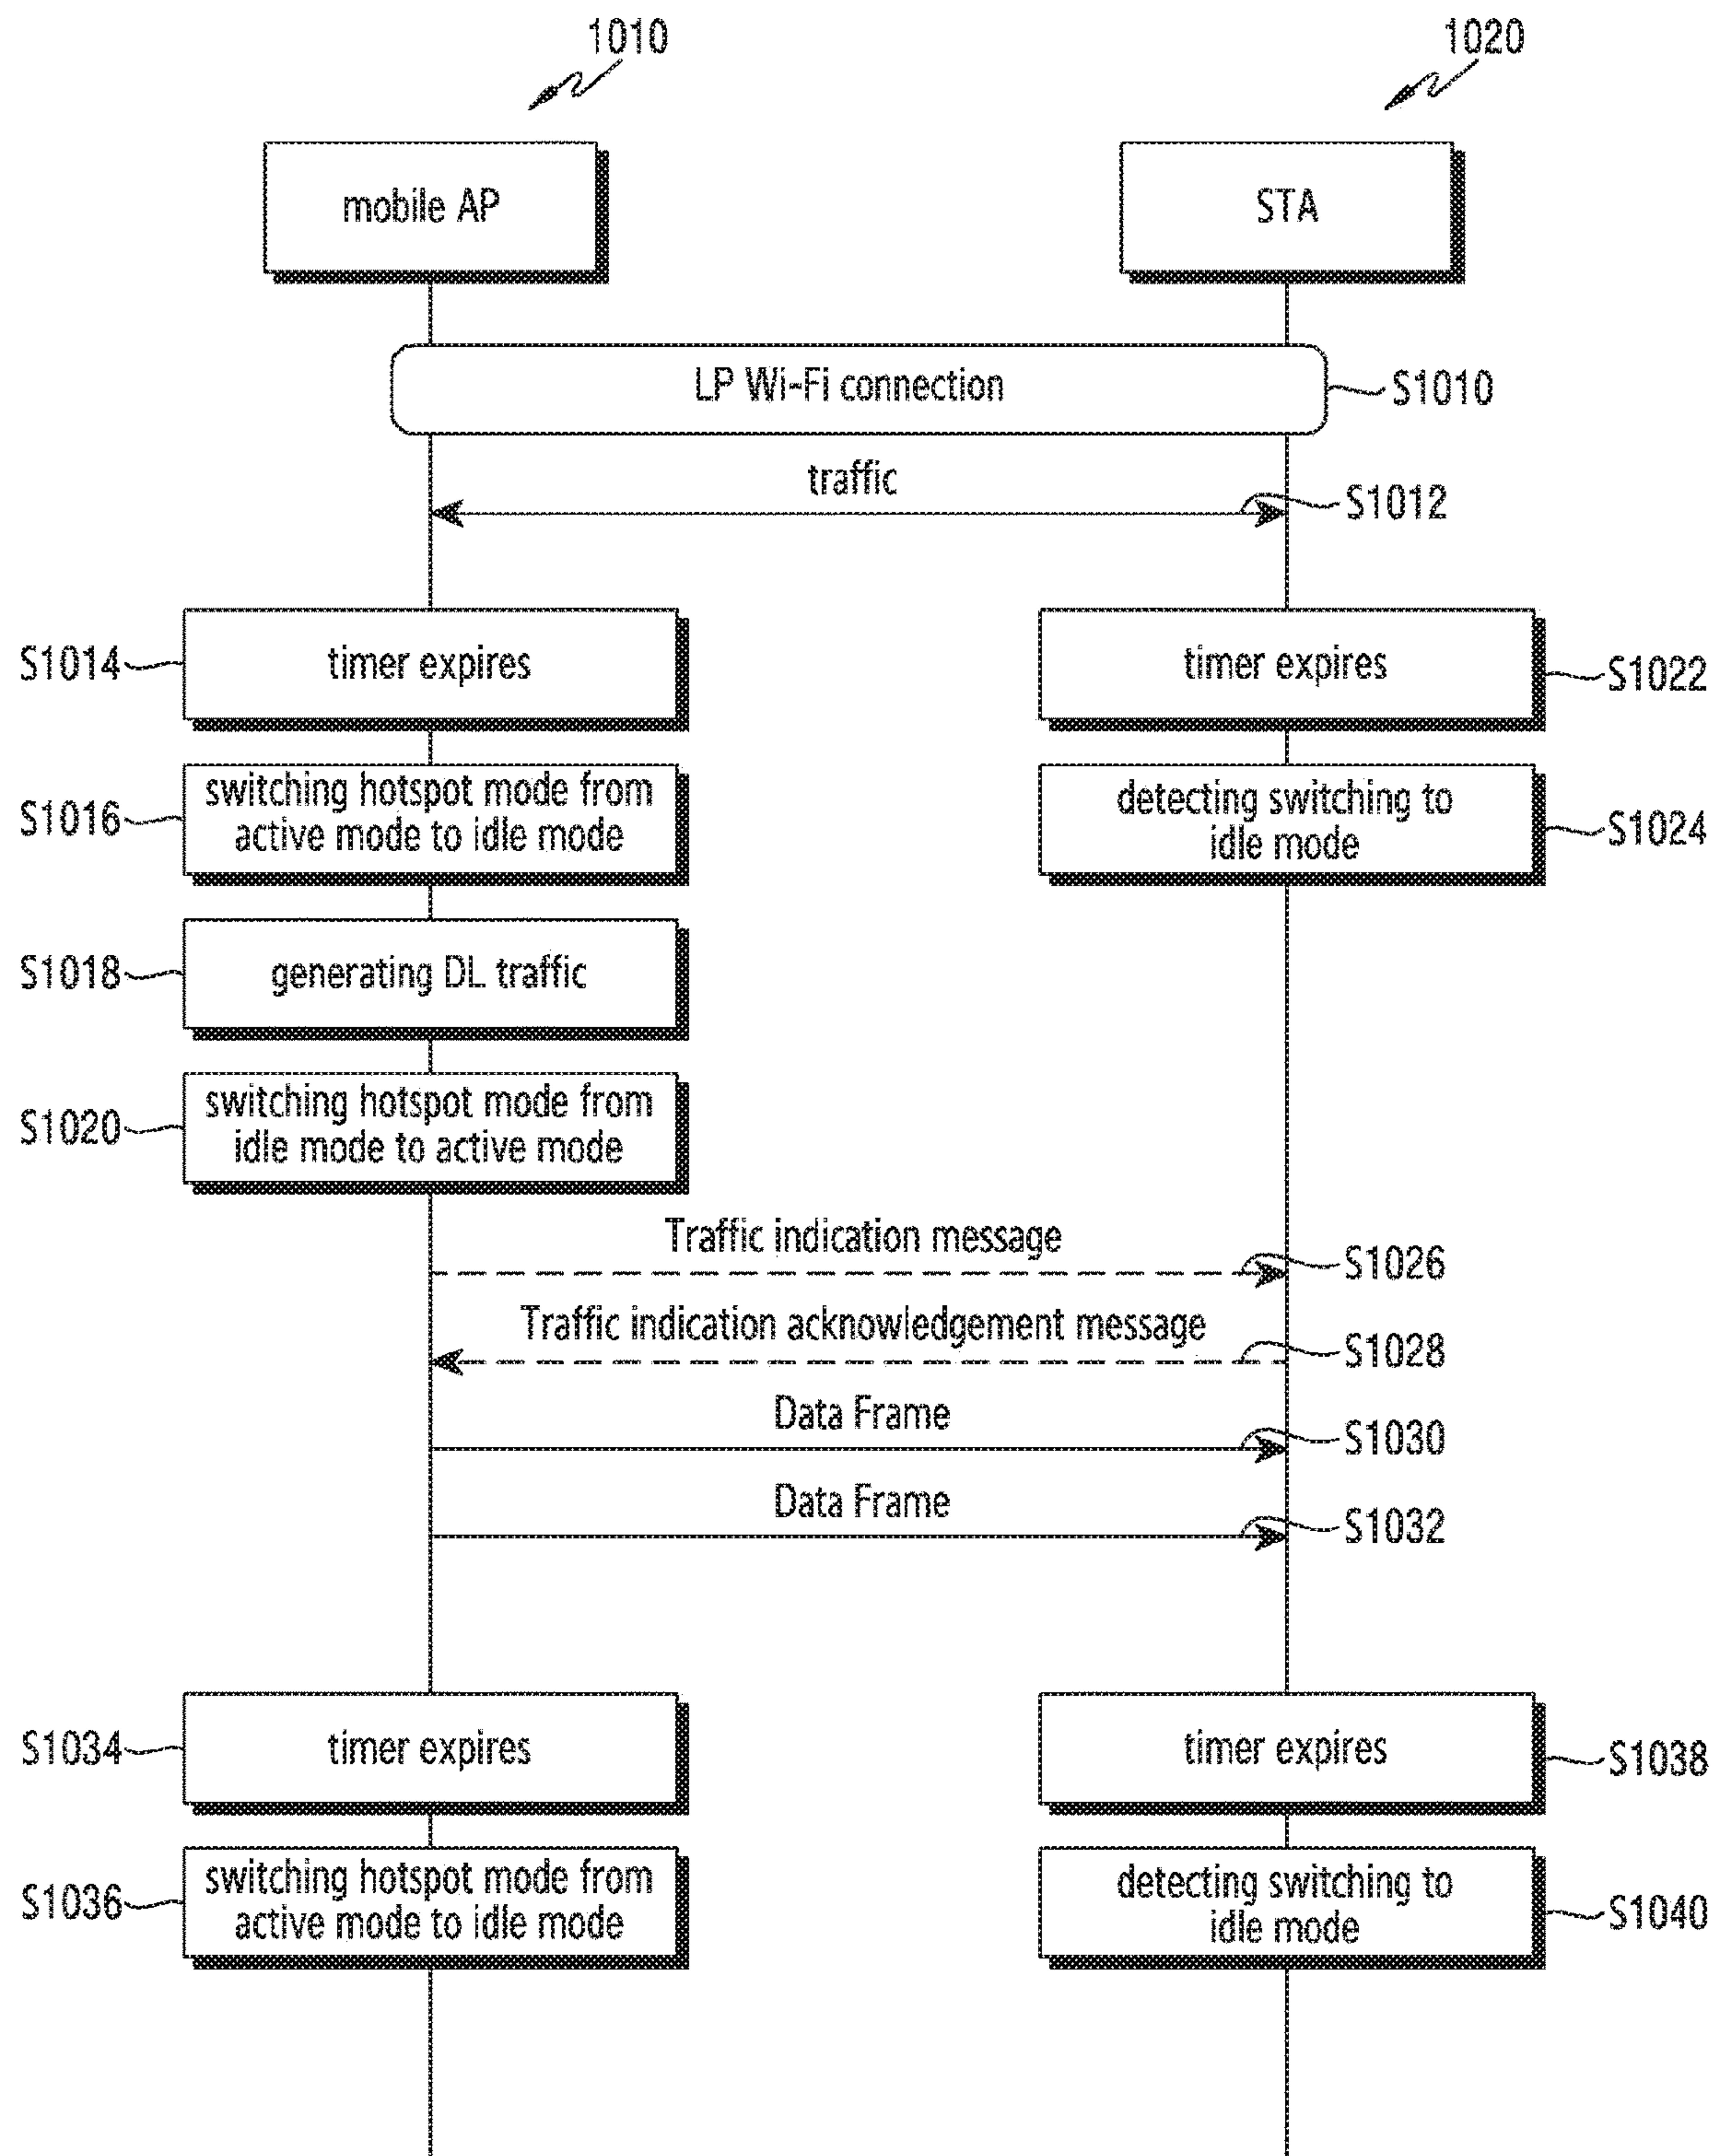 1010
1020
mobile AP
STA
LP Wi-Fi connection
S1010
traffic
S1012
S1014
timer expires
timer expires
S1022
S1016
switching hotspot mode from
active mode to idle mode
detecting switching to
idle mode
S1024
S1018
generating DL traffic
S1020
switching hotspot mode from
idle mode to active mode
Traffic indication message
S1026
Traffic indication acknowledgement message
S1028
Data Frame
S1030
Data Frame
S1032
S1034
timer expires
timer expires
S1038
S1036
switching hotspot mode from
active mode to idle mode
detecting switching to
idle mode
S1040